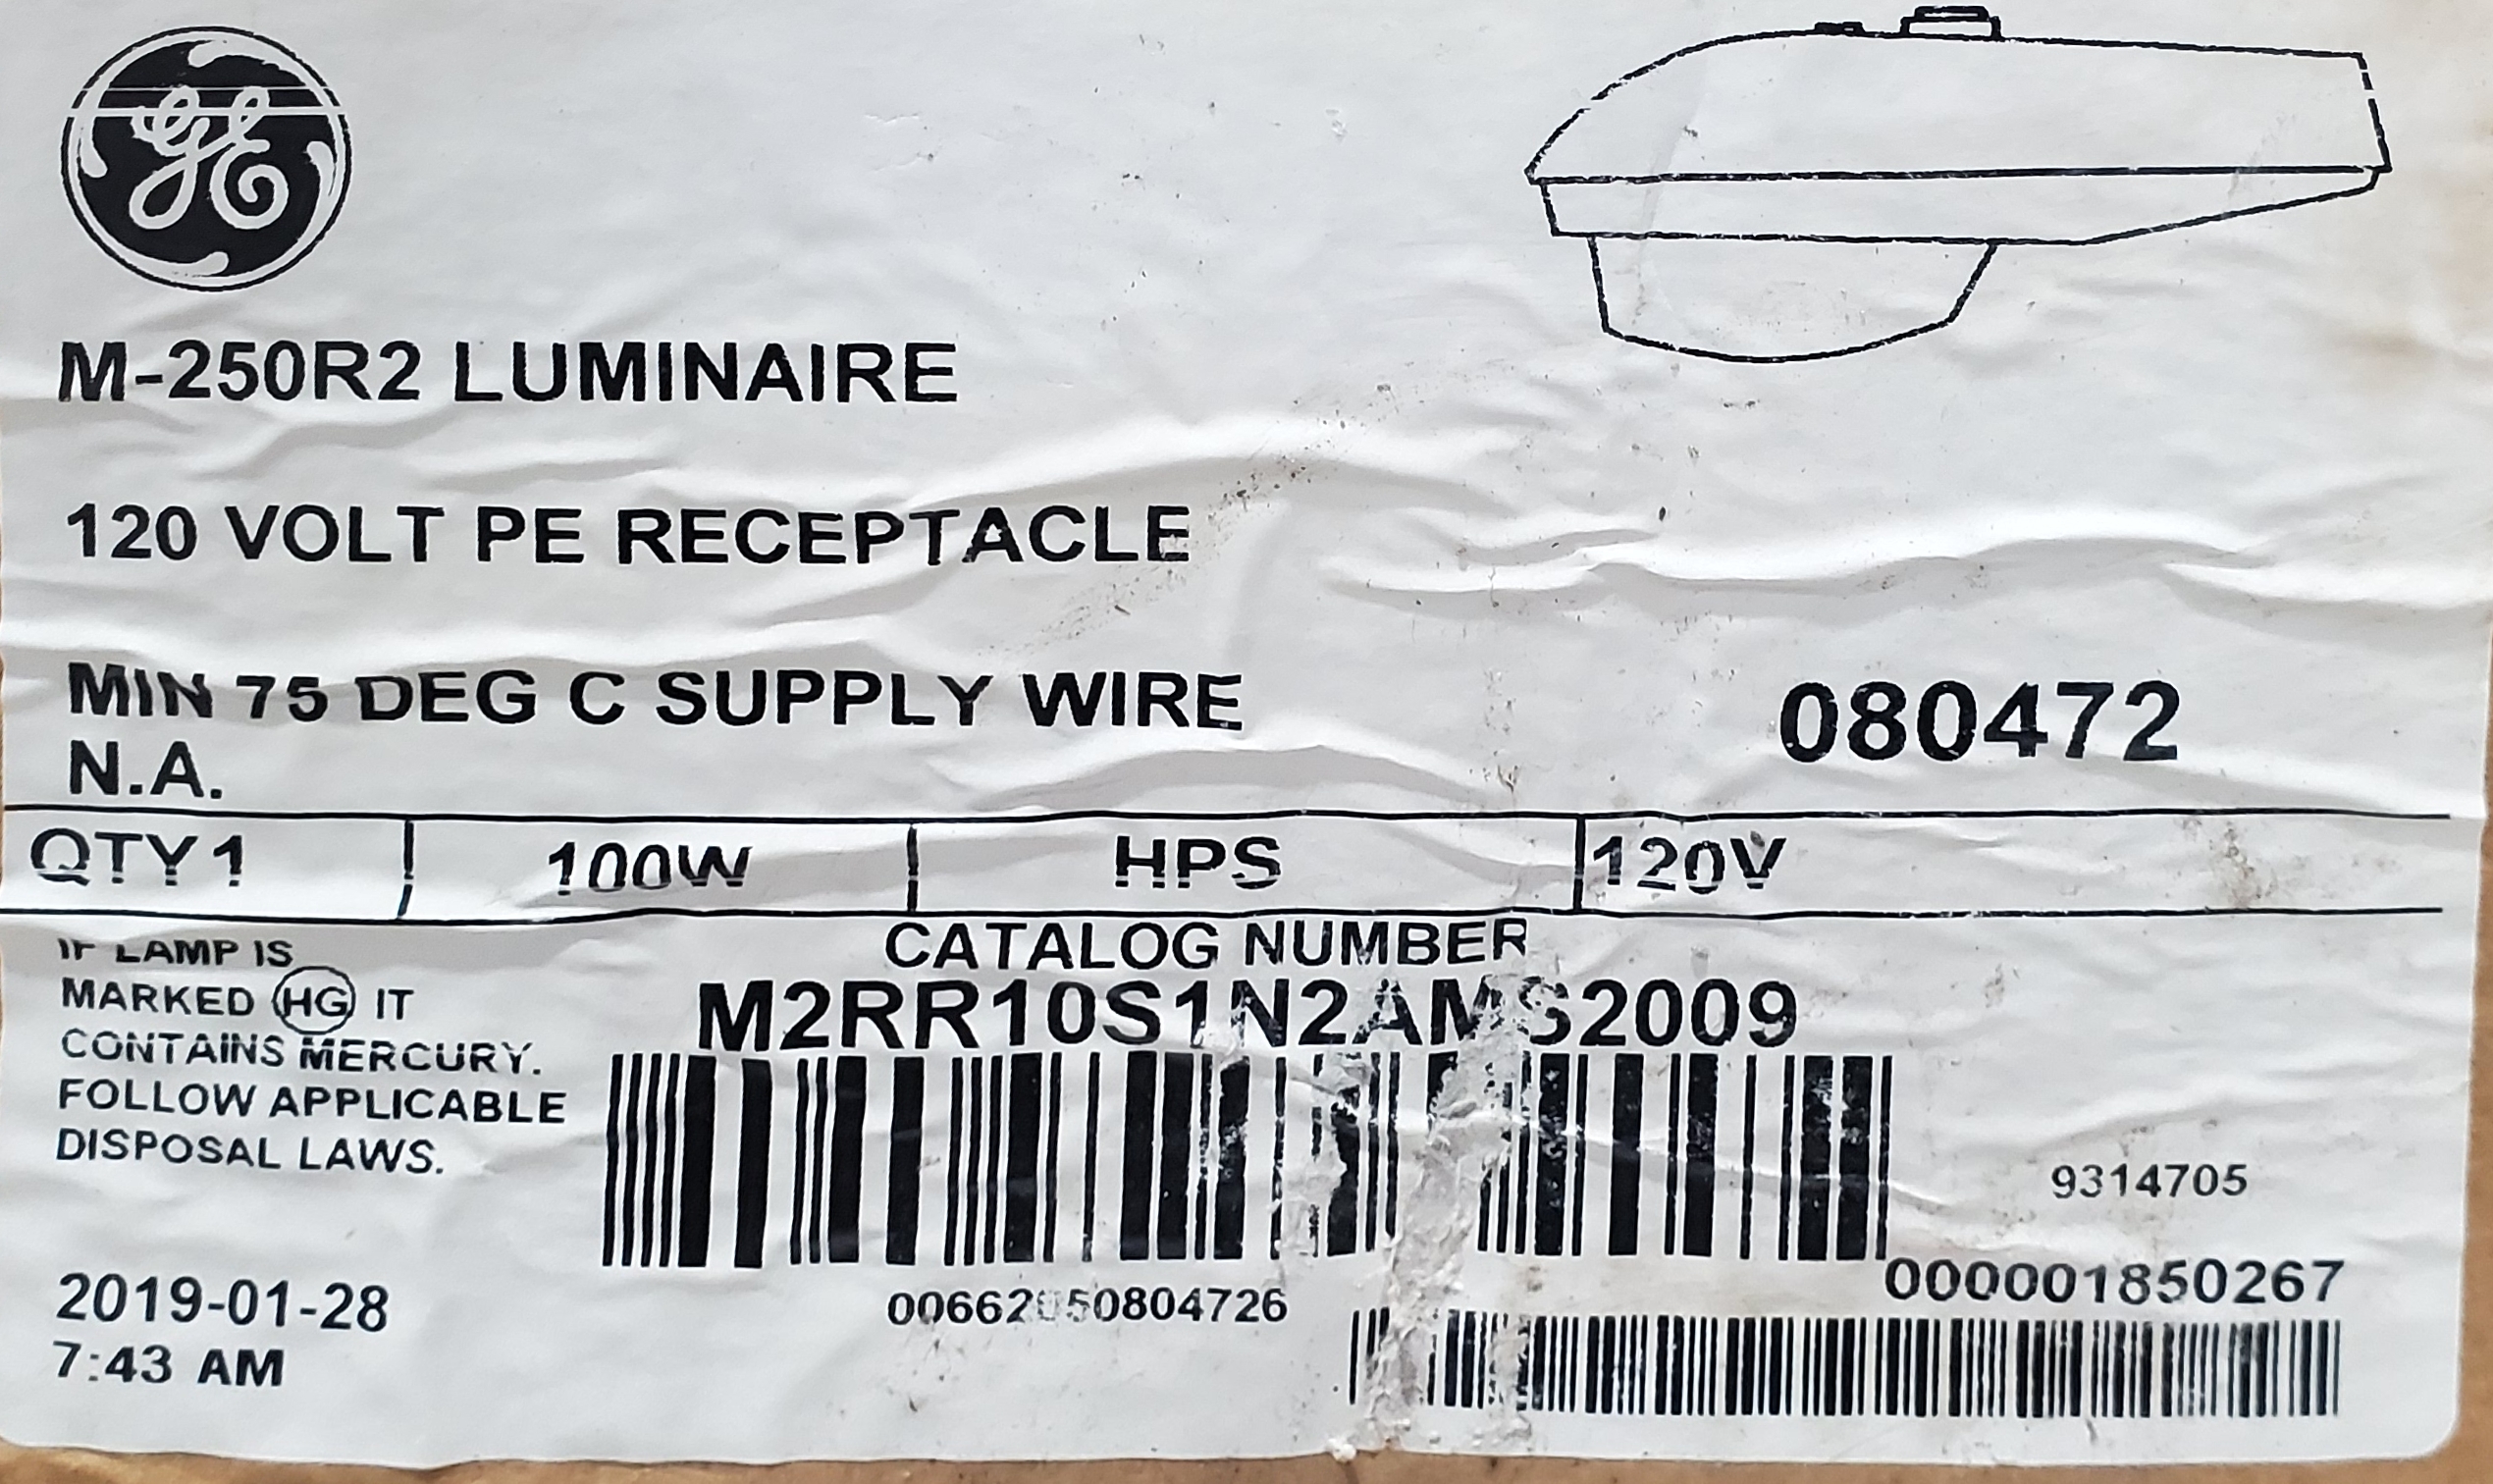 GE
M-250R2 LUMINAIRE
120 VOLT PE RECEPTACLE
MIN 75 DEG C SUPPLY WIRE
080472
N.A.
QTY 1 100W HPS 120V
IF LAMP IS
MARKED HG IT
CONTAINS MERCURY.
FOLLOW APPLICABLE
DISPOSAL LAWS.
CATALOG NUMBER
M2RR10S1N2AMS2009
9314705
000001850267
2019-01-28
7:43 AM